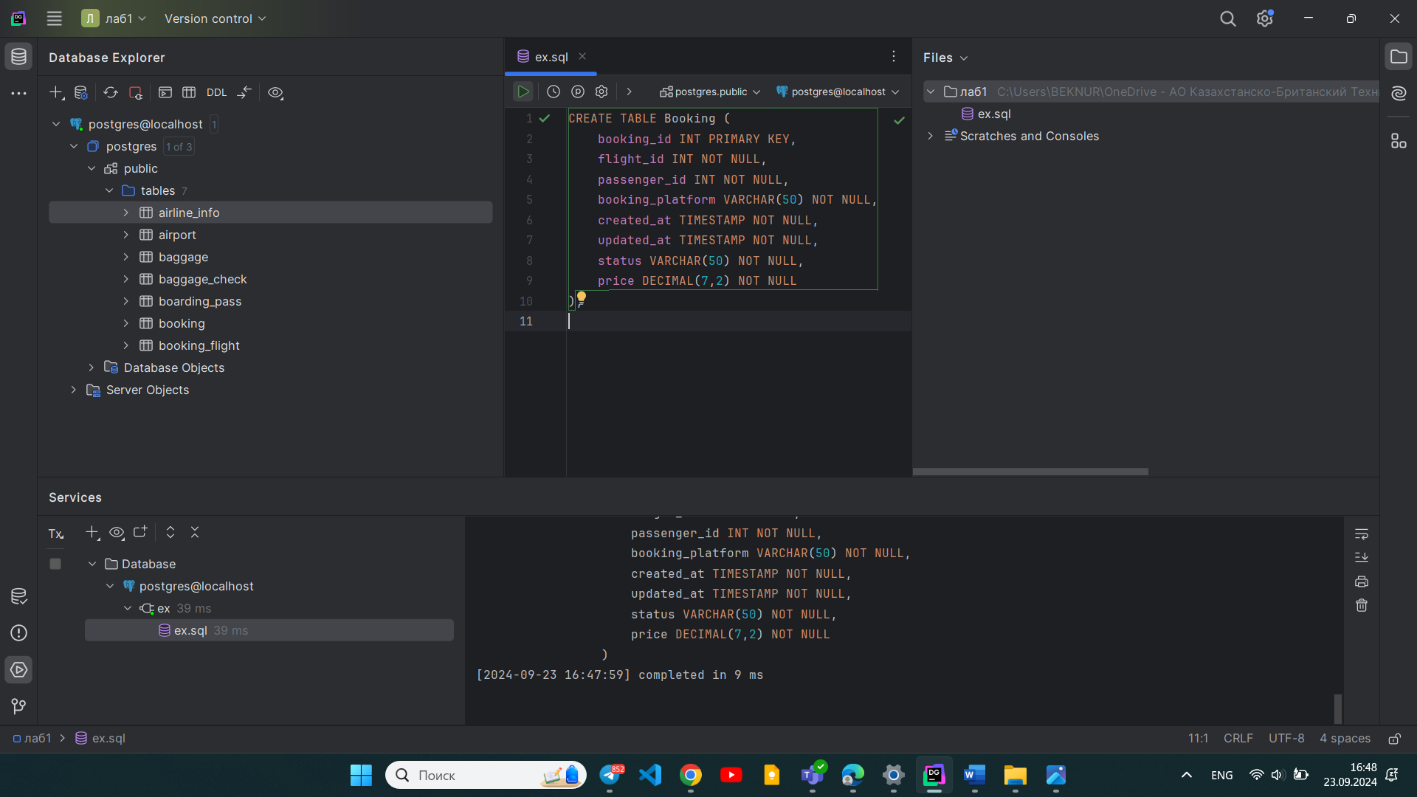 Л лаб1 Version control
Database Explorer
DDL
postgres@localhost 1
postgres 1 of 3
public
tables 7
airline_info
airport
baggage
baggage_check
boarding_pass
booking
booking_flight
Database Objects
Server Objects
ex.sql
postgres.public postgres@localhost
1 CREATE TABLE Booking (
2 booking_id INT PRIMARY KEY,
3 flight_id INT NOT NULL,
4 passenger_id INT NOT NULL,
5 booking_platform VARCHAR(50) NOT NULL,
6 created_at TIMESTAMP NOT NULL,
7 updated_at TIMESTAMP NOT NULL,
8 status VARCHAR(50) NOT NULL,
9 price DECIMAL(7,2) NOT NULL
10 );
11
Files
лаб1 C:\Users\BEKNUR\OneDrive - АО Казахстанско-Британский Техн
ex.sql
Scratches and Consoles
Services
Tx
Database
postgres@localhost
ex 39 ms
ex.sql 39 ms
passenger_id INT NOT NULL,
booking_platform VARCHAR(50) NOT NULL,
created_at TIMESTAMP NOT NULL,
updated_at TIMESTAMP NOT NULL,
status VARCHAR(50) NOT NULL,
price DECIMAL(7,2) NOT NULL
)
[2024-09-23 16:47:59] completed in 9 ms
лаб1 > ex.sql
11:1 CRLF UTF-8 4 spaces
Поиск
852
DG
ENG
16:48
23.09.2024